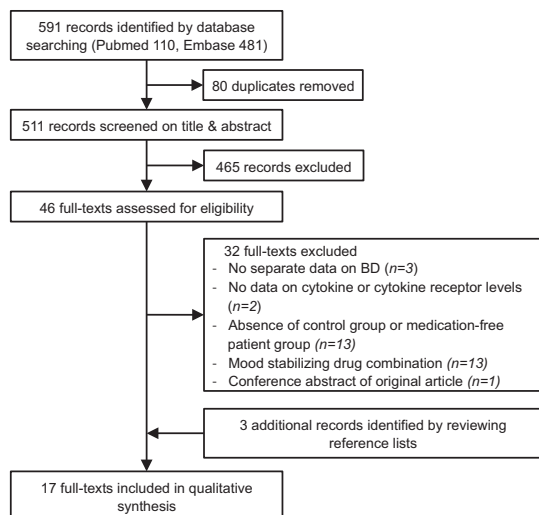 591 records identified by database
searching (Pubmed 110, Embase 481)
80 duplicates removed
511 records screened on title & abstract
465 records excluded
46 full-texts assessed for eligibility
32 full-texts excluded
- No separate data on BD (n=3)
- No data on cytokine or cytokine receptor levels
(n=2)
- Absence of control group or medication-free
patient group (n=13)
- Mood stabilizing drug combination (n=13)
- Conference abstract of original article (n=1)
3 additional records identified by reviewing
reference lists
17 full-texts included in qualitative
synthesis